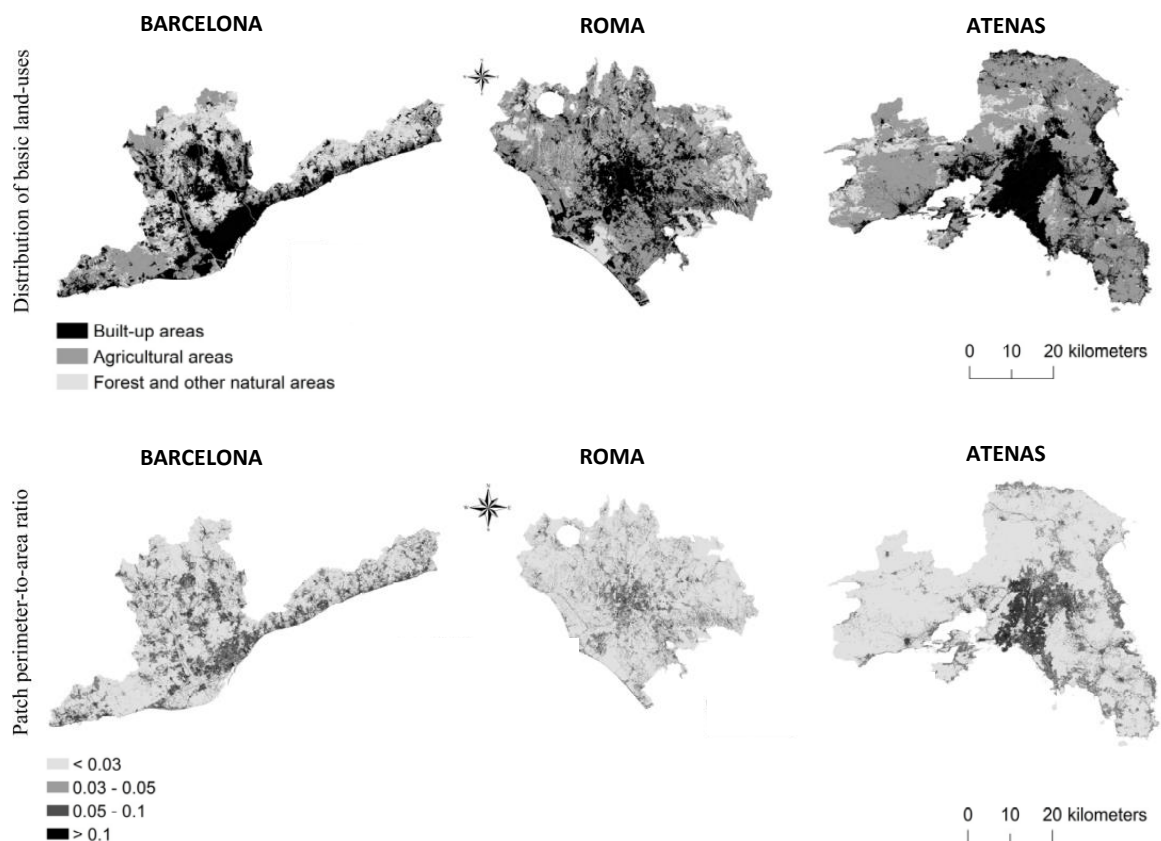 BARCELONA
ROMA
ATENAS
Distribution of basic land-uses
Built-up areas
Agricultural areas
Forest and other natural areas
0 10 20 kilometers
BARCELONA
ROMA
ATENAS
Patch perimeter-to-area ratio
< 0.03
0.03 - 0.05
0.05 - 0.1
> 0.1
0 10 20 kilometers